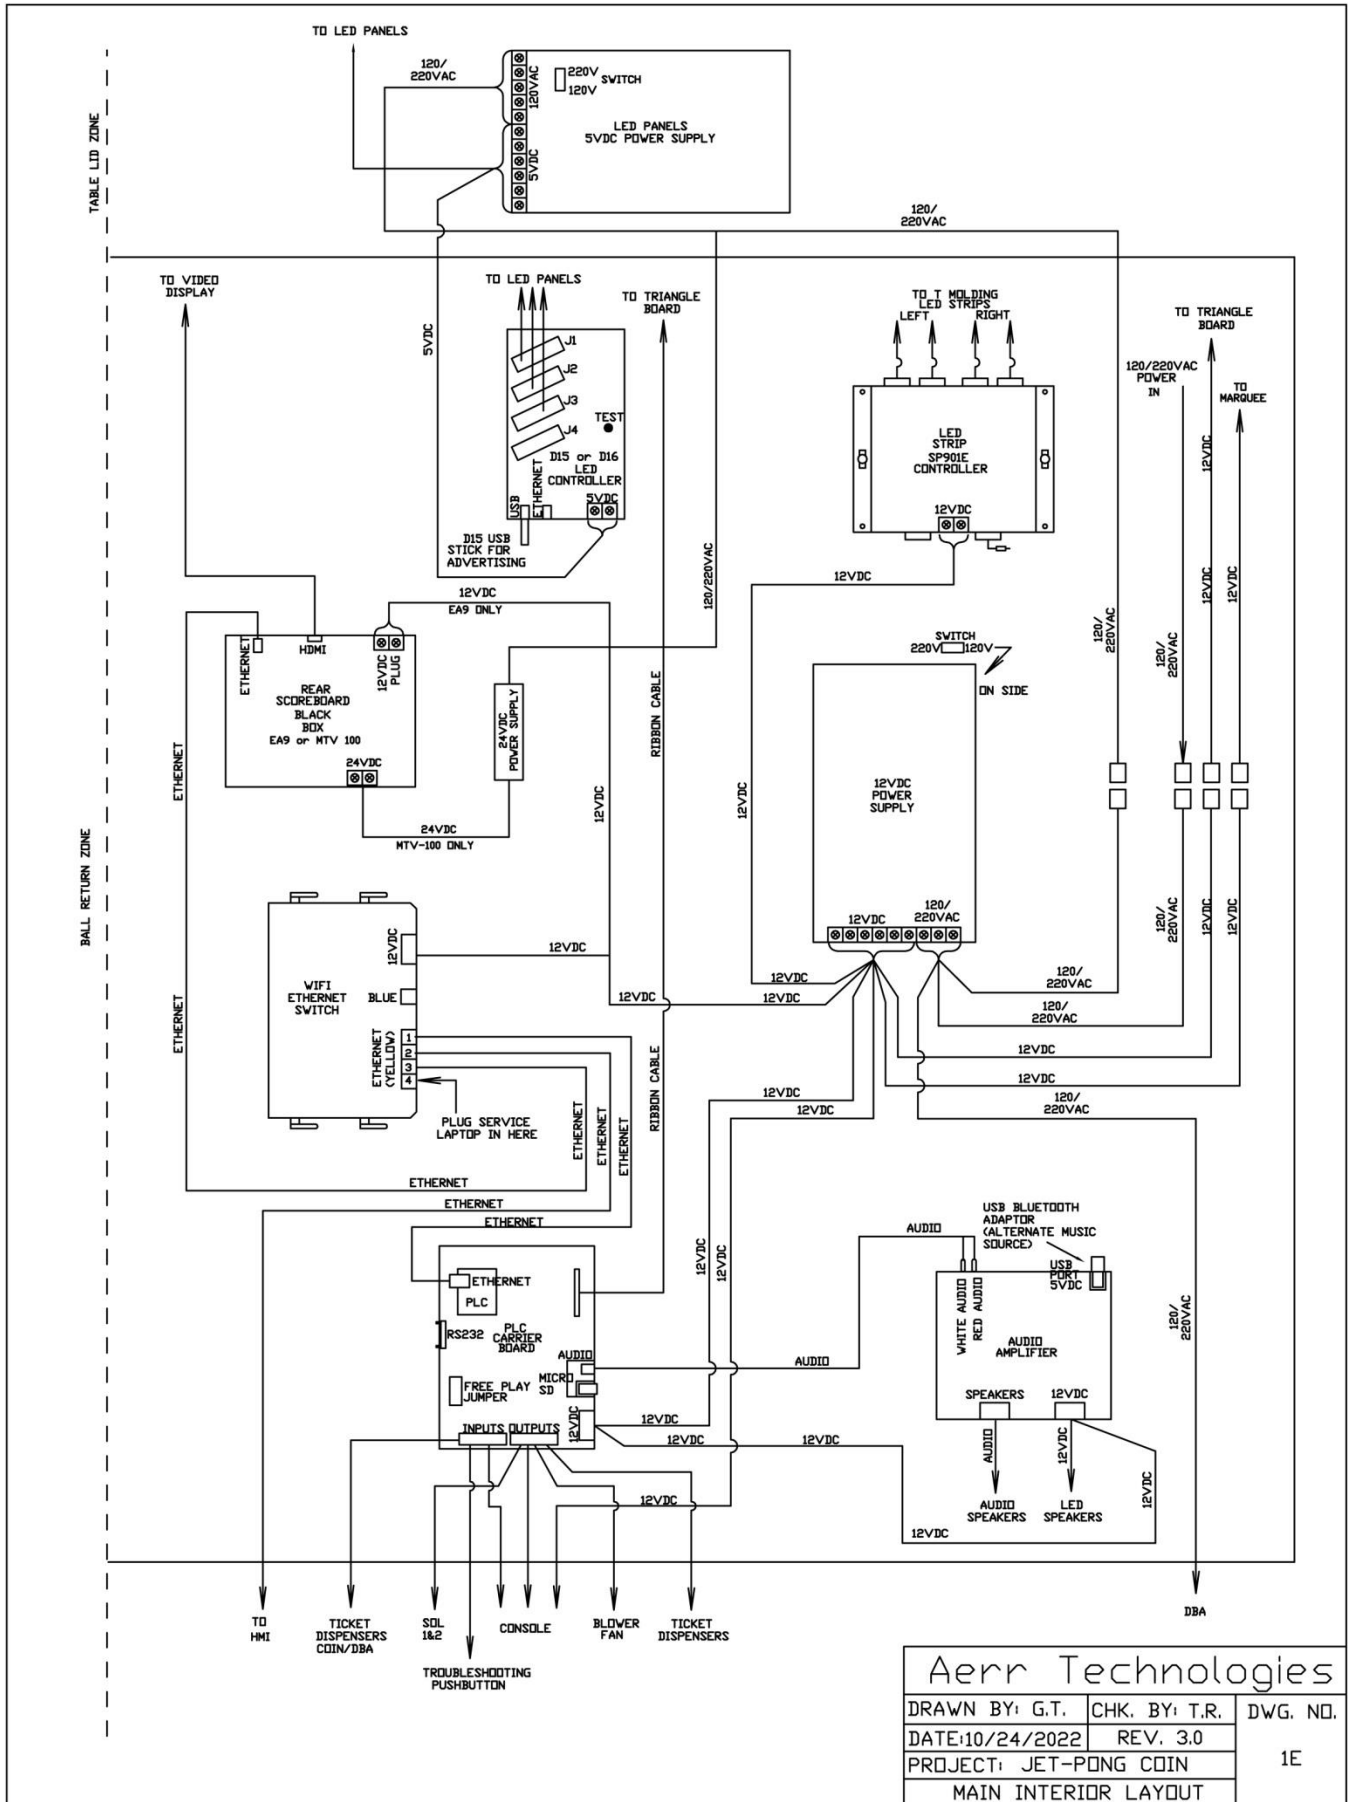 TO LED PANELS
120/
220VAC
120VAC
5VDC
220V
120V
SWITCH
LED PANELS
5VDC POWER SUPPLY
TABLE LID ZONE
120/
220VAC
TO VIDEO
DISPLAY
TO LED PANELS
TO TRIANGLE
BOARD
TO T MOLDING
LED STRIPS
LEFT
RIGHT
TO TRIANGLE
BOARD
120/220VAC
POWER
IN
TO
MARQUEE
5VDC
J1
J2
J3
J4
TEST
D15 or D16
LED
CONTROLLER
USB
ETHERNET
5VDC
D15 USB
STICK FOR
ADVERTISING
LED
STRIP
SP901E
CONTROLLER
12VDC
12VDC
12VDC
12VDC
12VDC
12VDC
EA9 ONLY
120/220VAC
ETHERNET
HDMI
12VDC
PLUG
REAR
SCOREBOARD
BLACK
BOX
EA9 or MTV 100
24VDC
24VDC
POWER SUPPLY
24VDC
MTV-100 ONLY
RIBBON CABLE
SWITCH
220V
120V
ON SIDE
120/
220VAC
120/
220VAC
ETHERNET
12VDC
12VDC
12VDC
POWER
SUPPLY
BALL RETURN ZONE
12VDC
120/
220VAC
120/
220VAC
12VDC
12VDC
12VDC
BLUE
WIFI
ETHERNET
SWITCH
ETHERNET
(YELLOW)
1
2
3
4
PLUG SERVICE
LAPTOP IN HERE
12VDC
12VDC
12VDC
12VDC
120/
220VAC
120/
220VAC
12VDC
12VDC
12VDC
12VDC
120/
220VAC
ETHERNET
RIBBON CABLE
ETHERNET
ETHERNET
ETHERNET
ETHERNET
ETHERNET
ETHERNET
12VDC
12VDC
AUDIO
USB BLUETOOTH
ADAPTOR
(ALTERNATE MUSIC
SOURCE)
USB
PORT
5VDC
WHITE AUDIO
RED AUDIO
AUDIO
AMPLIFIER
120/
220VAC
ETHERNET
PLC
RS232
PLC
CARRIER
BOARD
AUDIO
MICRO
SD
FREE PLAY
JUMPER
INPUTS
OUTPUTS
12VDC
AUDIO
SPEAKERS
12VDC
12VDC
12VDC
12VDC
12VDC
AUDIO
12VDC
12VDC
AUDIO
SPEAKERS
LED
SPEAKERS
12VDC
TO
HMI
TICKET
DISPENSERS
COIN/DBA
SOL
1&2
CONSOLE
BLOWER
FAN
TICKET
DISPENSERS
DBA
TROUBLESHOOTING
PUSHBUTTON
Aerr Technologies
DRAWN BY: G.T.
CHK. BY: T.R.
DWG. NO.
DATE:10/24/2022
REV. 3.0
1E
PROJECT: JET-PONG COIN
MAIN INTERIOR LAYOUT